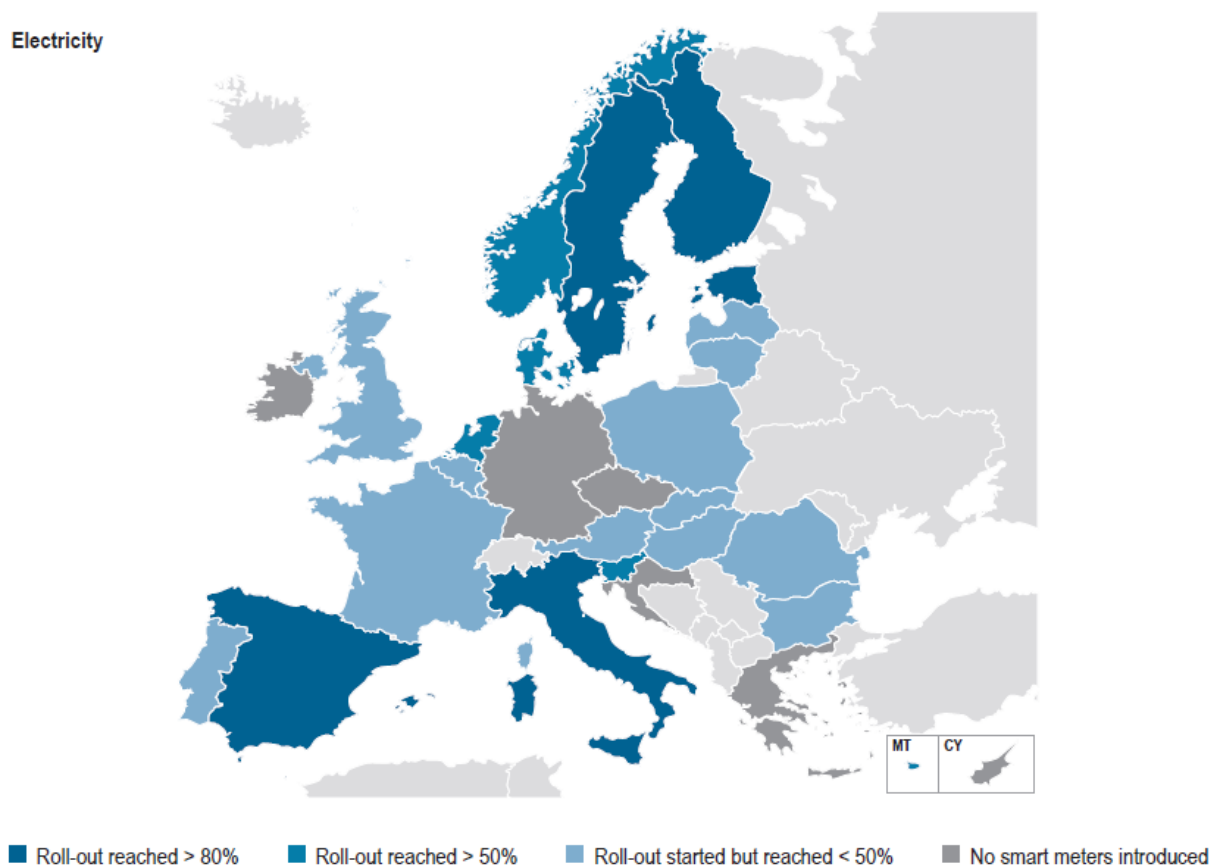 Electricity
MT
CY
Roll-out reached > 80%
Roll-out reached > 50%
Roll-out started but reached < 50%
No smart meters introduced